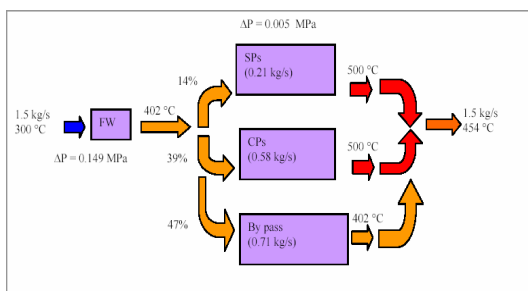 ΔP = 0.005 MPa
SPs
(0.21 kg/s)
500 °C
14%
1.5 kg/s
300 °C
FW
402 °C
ΔP = 0.149 MPa
39%
CPs
(0.58 kg/s)
500 °C
1.5 kg/s
454 °C
47%
By pass
(0.71 kg/s)
402 °C